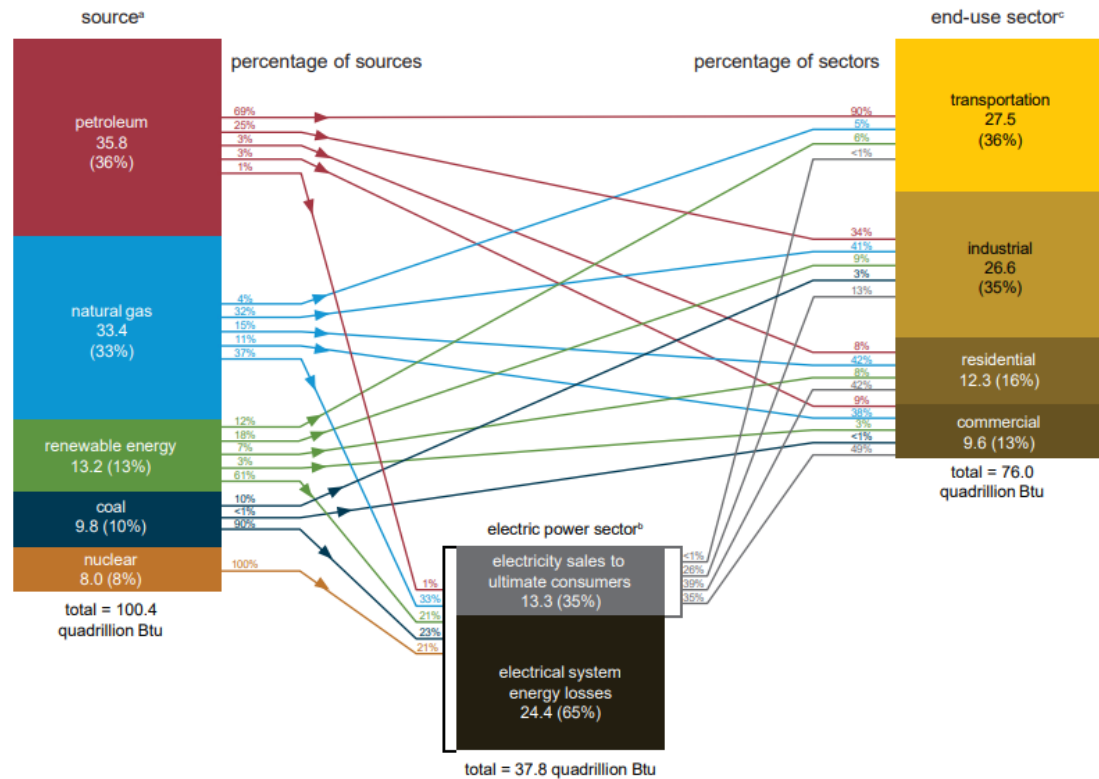 sourceᵃ
end-use sectorᶜ
percentage of sources
percentage of sectors
petroleum
35.8
(36%)
69%
25%
3%
3%
1%
natural gas
33.4
(33%)
4%
32%
15%
11%
37%
renewable energy
13.2 (13%)
12%
18%
7%
3%
61%
coal
9.8 (10%)
10%
<1%
90%
nuclear
8.0 (8%)
100%
total = 100.4
quadrillion Btu
electric power sectorᵇ
1%
33%
21%
23%
21%
electricity sales to
ultimate consumers
13.3 (35%)
electrical system
energy losses
24.4 (65%)
<1%
26%
39%
35%
total = 37.8 quadrillion Btu
90%
5%
6%
<1%
transportation
27.5
(36%)
34%
41%
9%
3%
13%
industrial
26.6
(35%)
8%
42%
8%
42%
residential
12.3 (16%)
9%
38%
3%
<1%
49%
commercial
9.6 (13%)
total = 76.0
quadrillion Btu